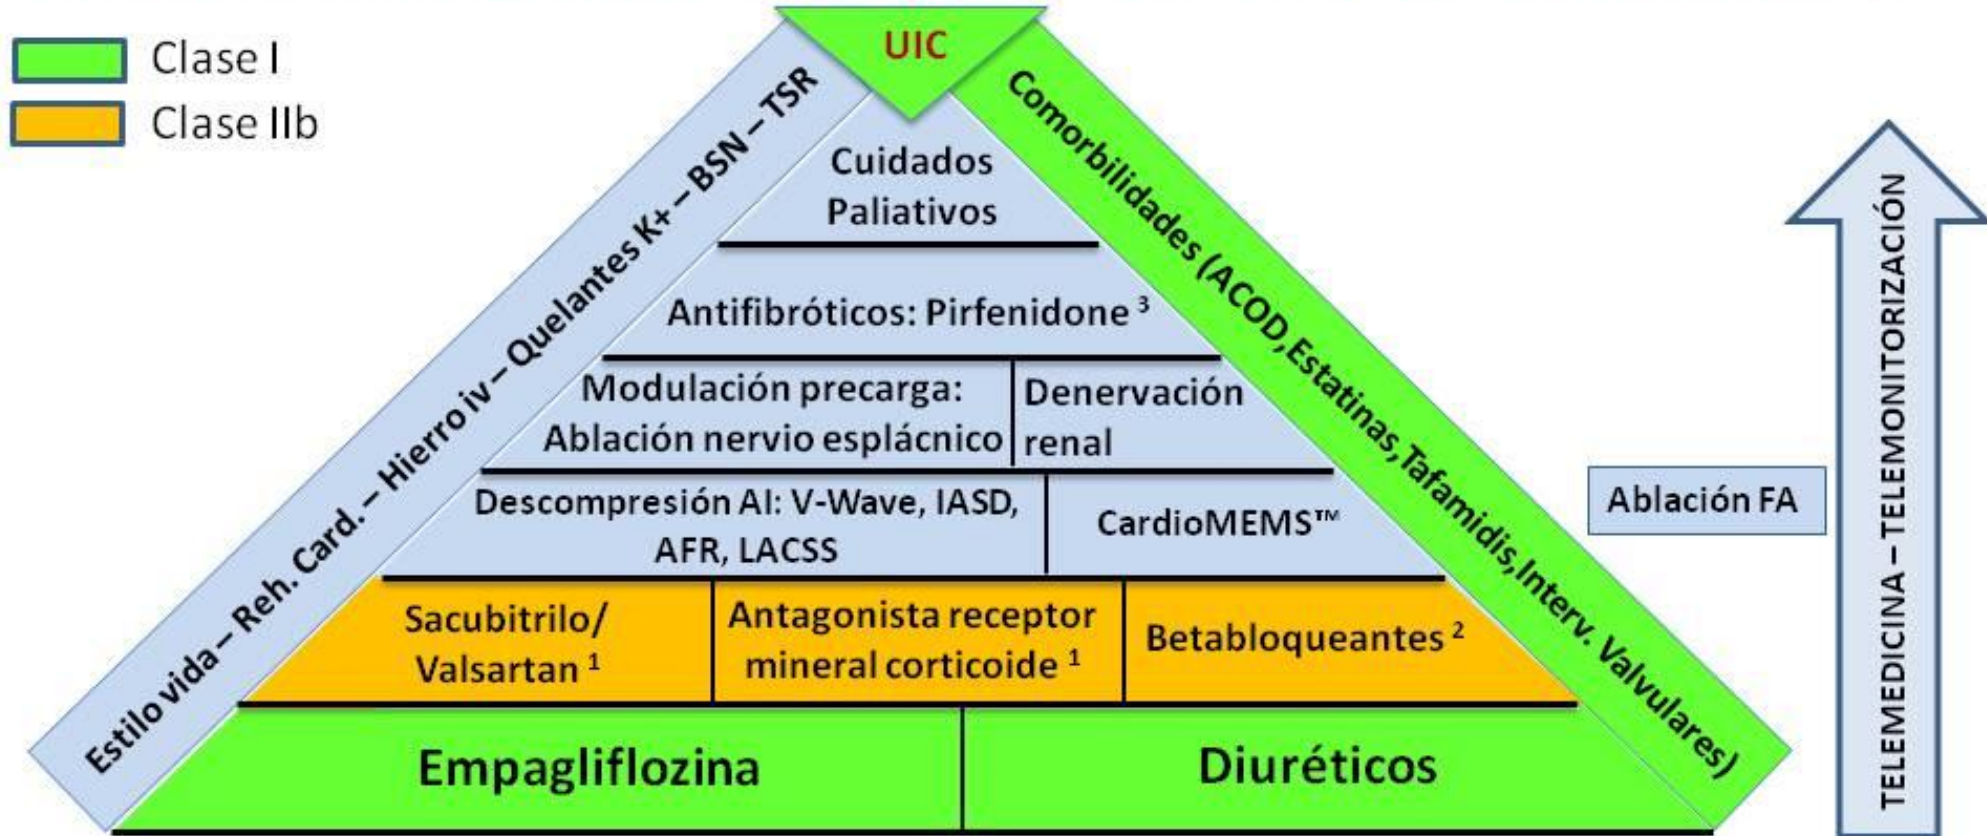 Clase I
Clase IIb
UIC
Estilo vida – Reh. Card. – Hierro iv – Quelantes K+ – BSN – TSR
Comorbilidades (ACOD,Estatinas,Tafamidis,Interv. Valvulares)
Cuidados
Paliativos
Antifibróticos: Pirfenidone ³
Modulación precarga:
Ablación nervio esplácnico
Denervación
renal
Descompresión AI: V-Wave, IASD,
AFR, LACSS
CardioMEMS™
Sacubitrilo/
Valsartan ¹
Antagonista receptor
mineral corticoide ¹
Betabloqueantes ²
Empagliflozina
Diuréticos
Ablación FA
TELEMEDICINA – TELEMONITORIZACIÓN